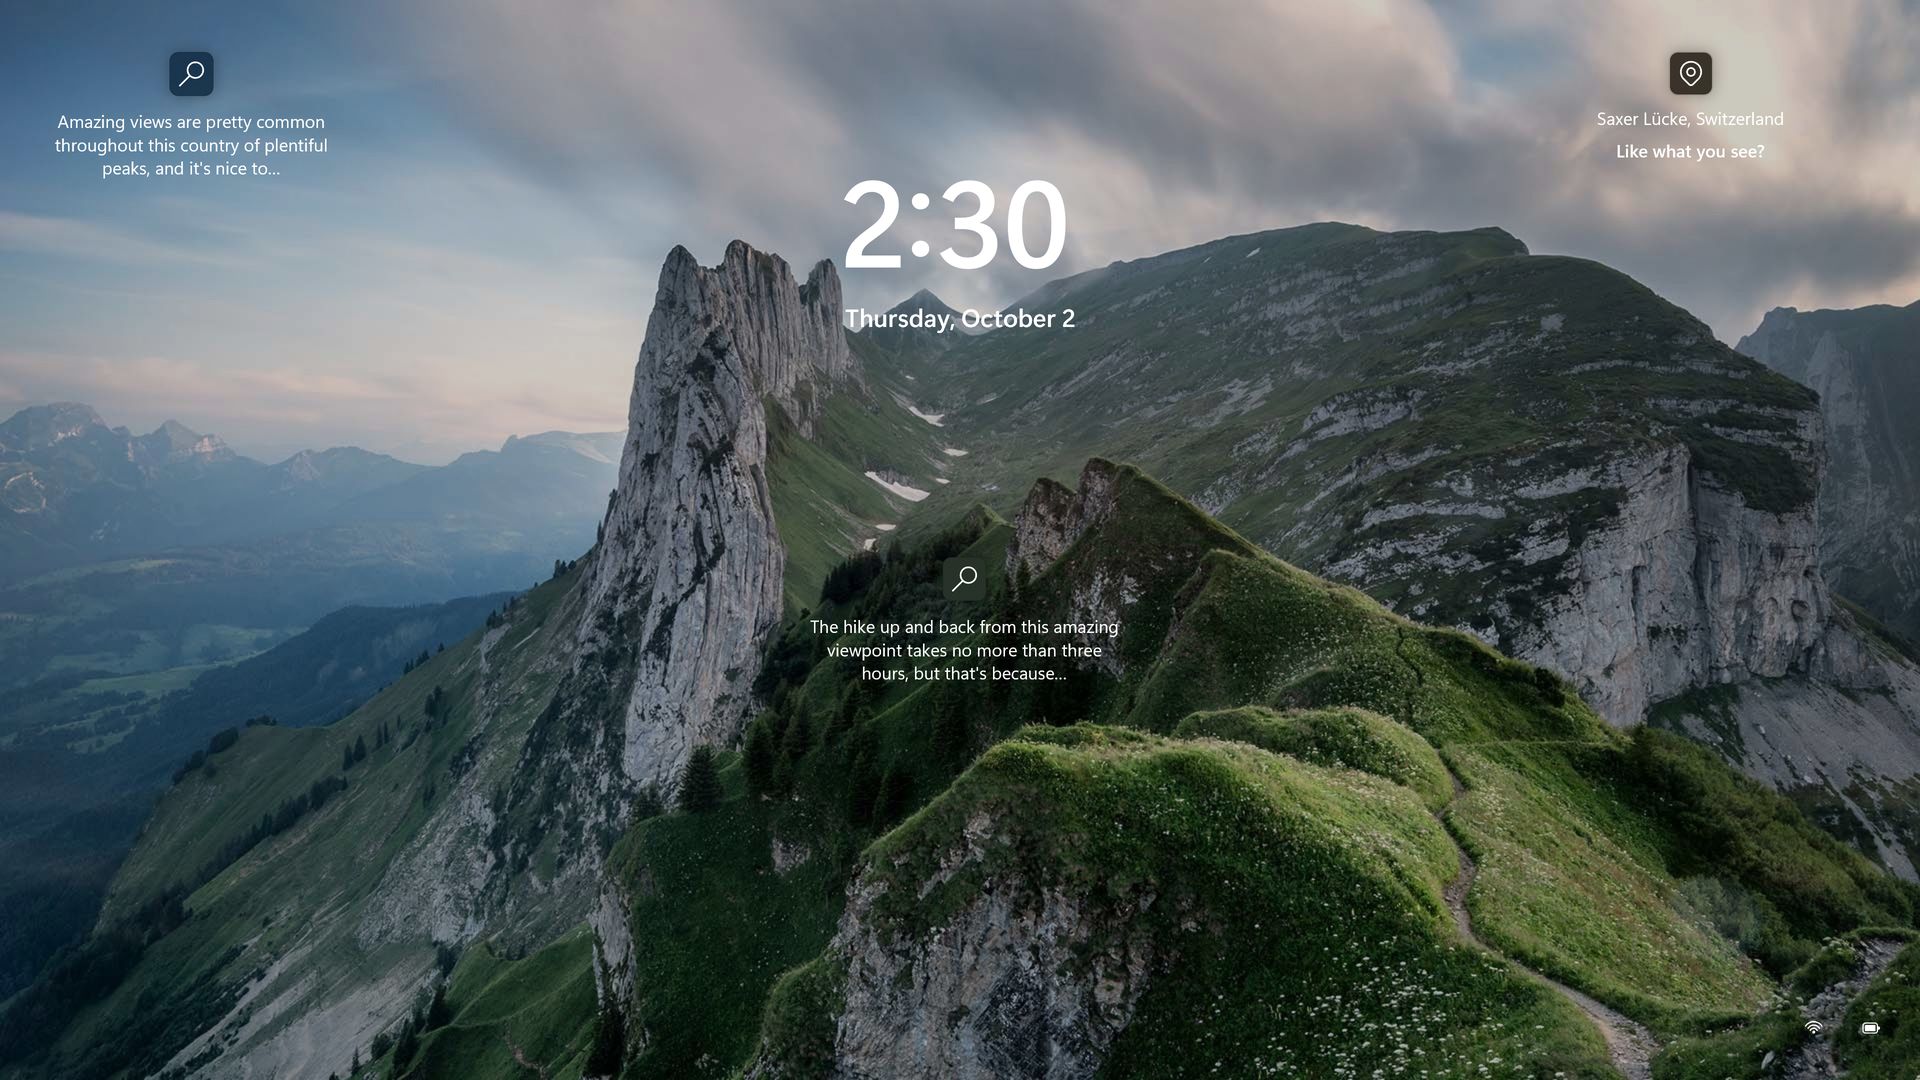 Amazing views are pretty common
throughout this country of plentiful
peaks, and it's nice to...
Saxer Lücke, Switzerland
Like what you see?
2:30
Thursday, October 2
The hike up and back from this amazing
viewpoint takes no more than three
hours, but that's because...